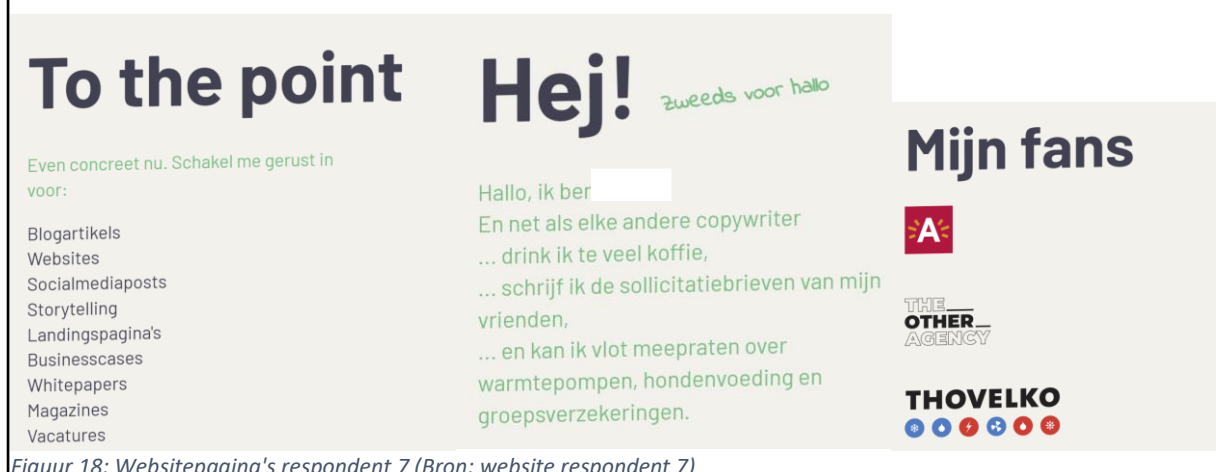 To the point
Even concreet nu. Schakel me gerust in
voor:
Blogartikels
Websites
Socialmediaposts
Storytelling
Landingspagina's
Businesscases
Whitepapers
Magazines
Vacatures
Hej!
zweeds voor hallo
Hallo, ik ben
En net als elke andere copywriter
... drink ik te veel koffie,
... schrijf ik de sollicitatiebrieven van mijn
vrienden,
... en kan ik vlot meepraten over
warmtepompen, hondenvoeding en
groepsverzekeringen.
Mijn fans
A
THE__
OTHER_
AGENCY
THOVELKO
Figuur 18: Websitepagina's respondent 7 (Bron: website respondent 7)